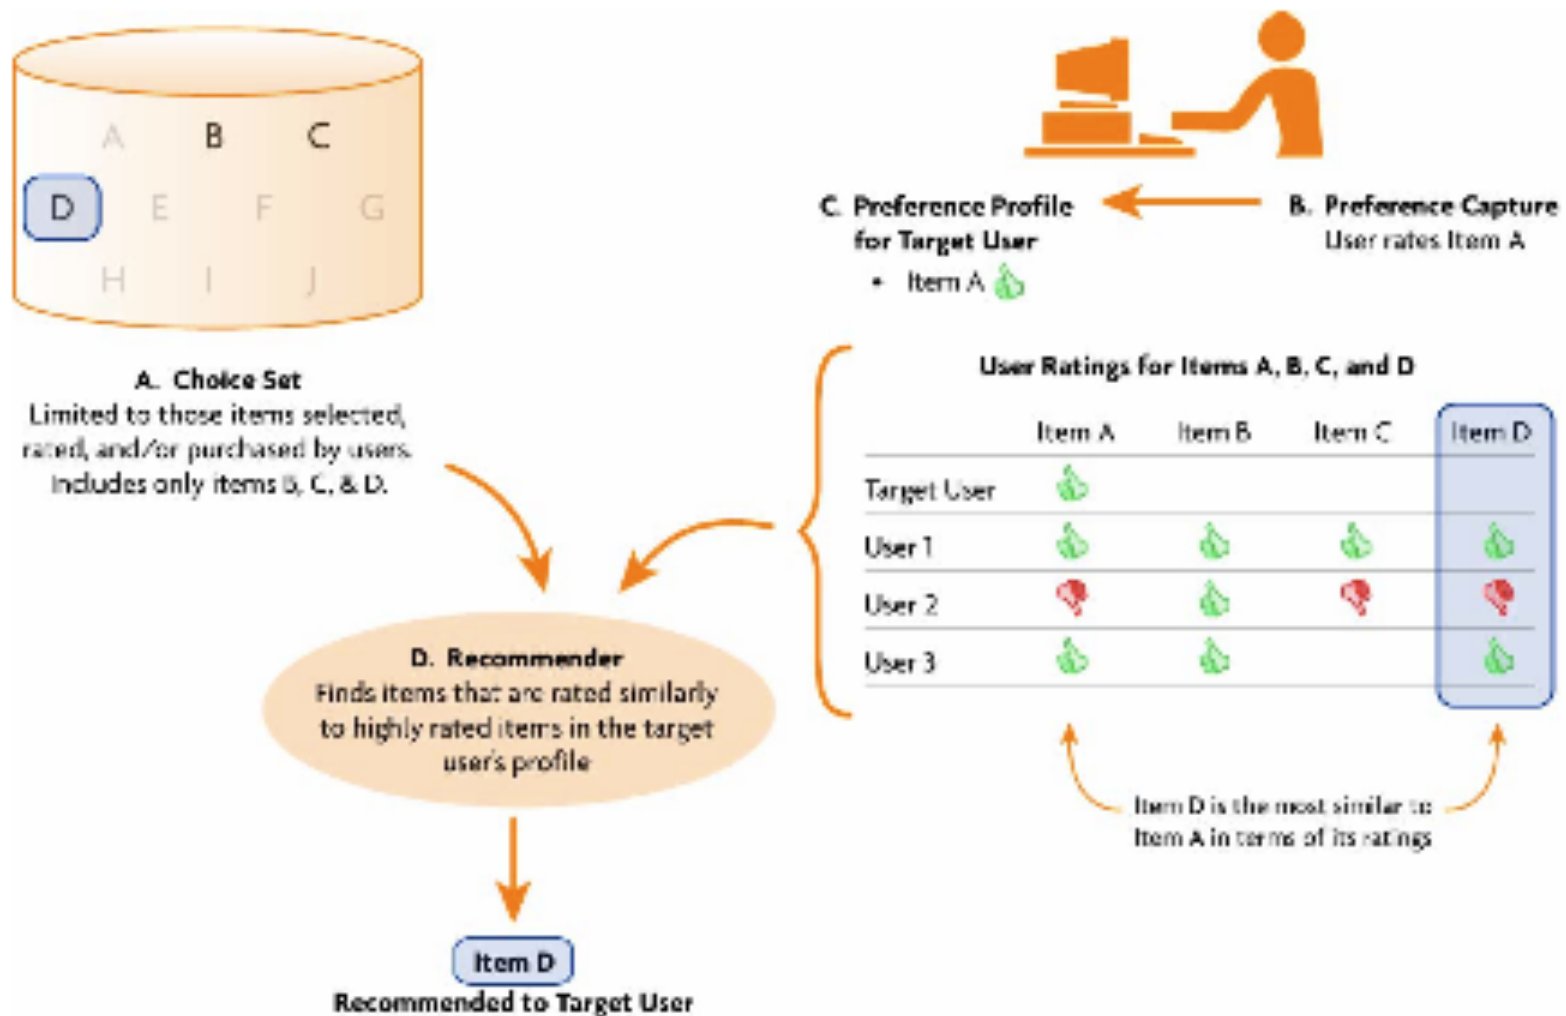 A B C
D E F G
H I J
A. Choice Set
Limited to those items selected,
rated, and/or purchased by users.
Includes only items B, C, & D.
C. Preference Profile
for Target User
• Item A
B. Preference Capture
User rates Item A
User Ratings for Items A, B, C, and D
Item A Item B Item C Item D
Target User
User 1
User 2
User 3
Item D is the most similar to
Item A in terms of its ratings
D. Recommender
Finds items that are rated similarly
to highly rated items in the target
user's profile
Item D
Recommended to Target User